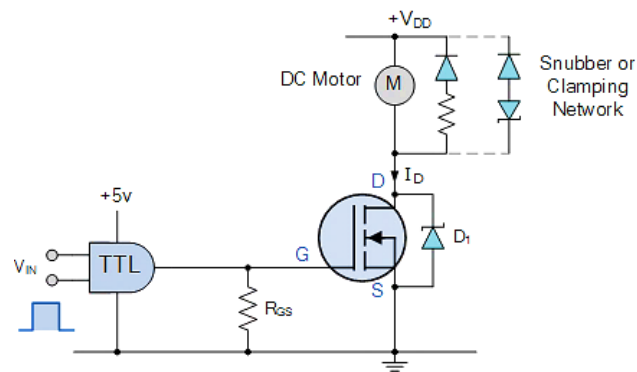 +VDD
DC Motor
M
Snubber or
Clamping
Network
D
ID
+5v
VIN
TTL
G
D1
S
RGS